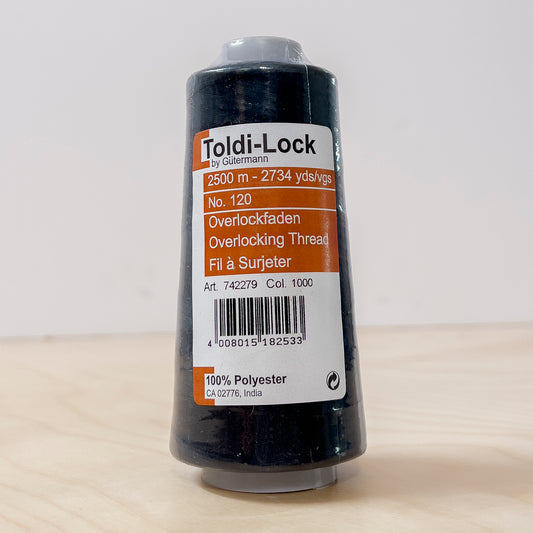 Toldi-Lock
by Gütermann
2500 m - 2734 yds/vgs
No. 120
Overlockfaden
Overlocking Thread
Fil à Surjeter
Art. 742279 Col. 1000
4 008015 182533
100% Polyester
CA 02776, India